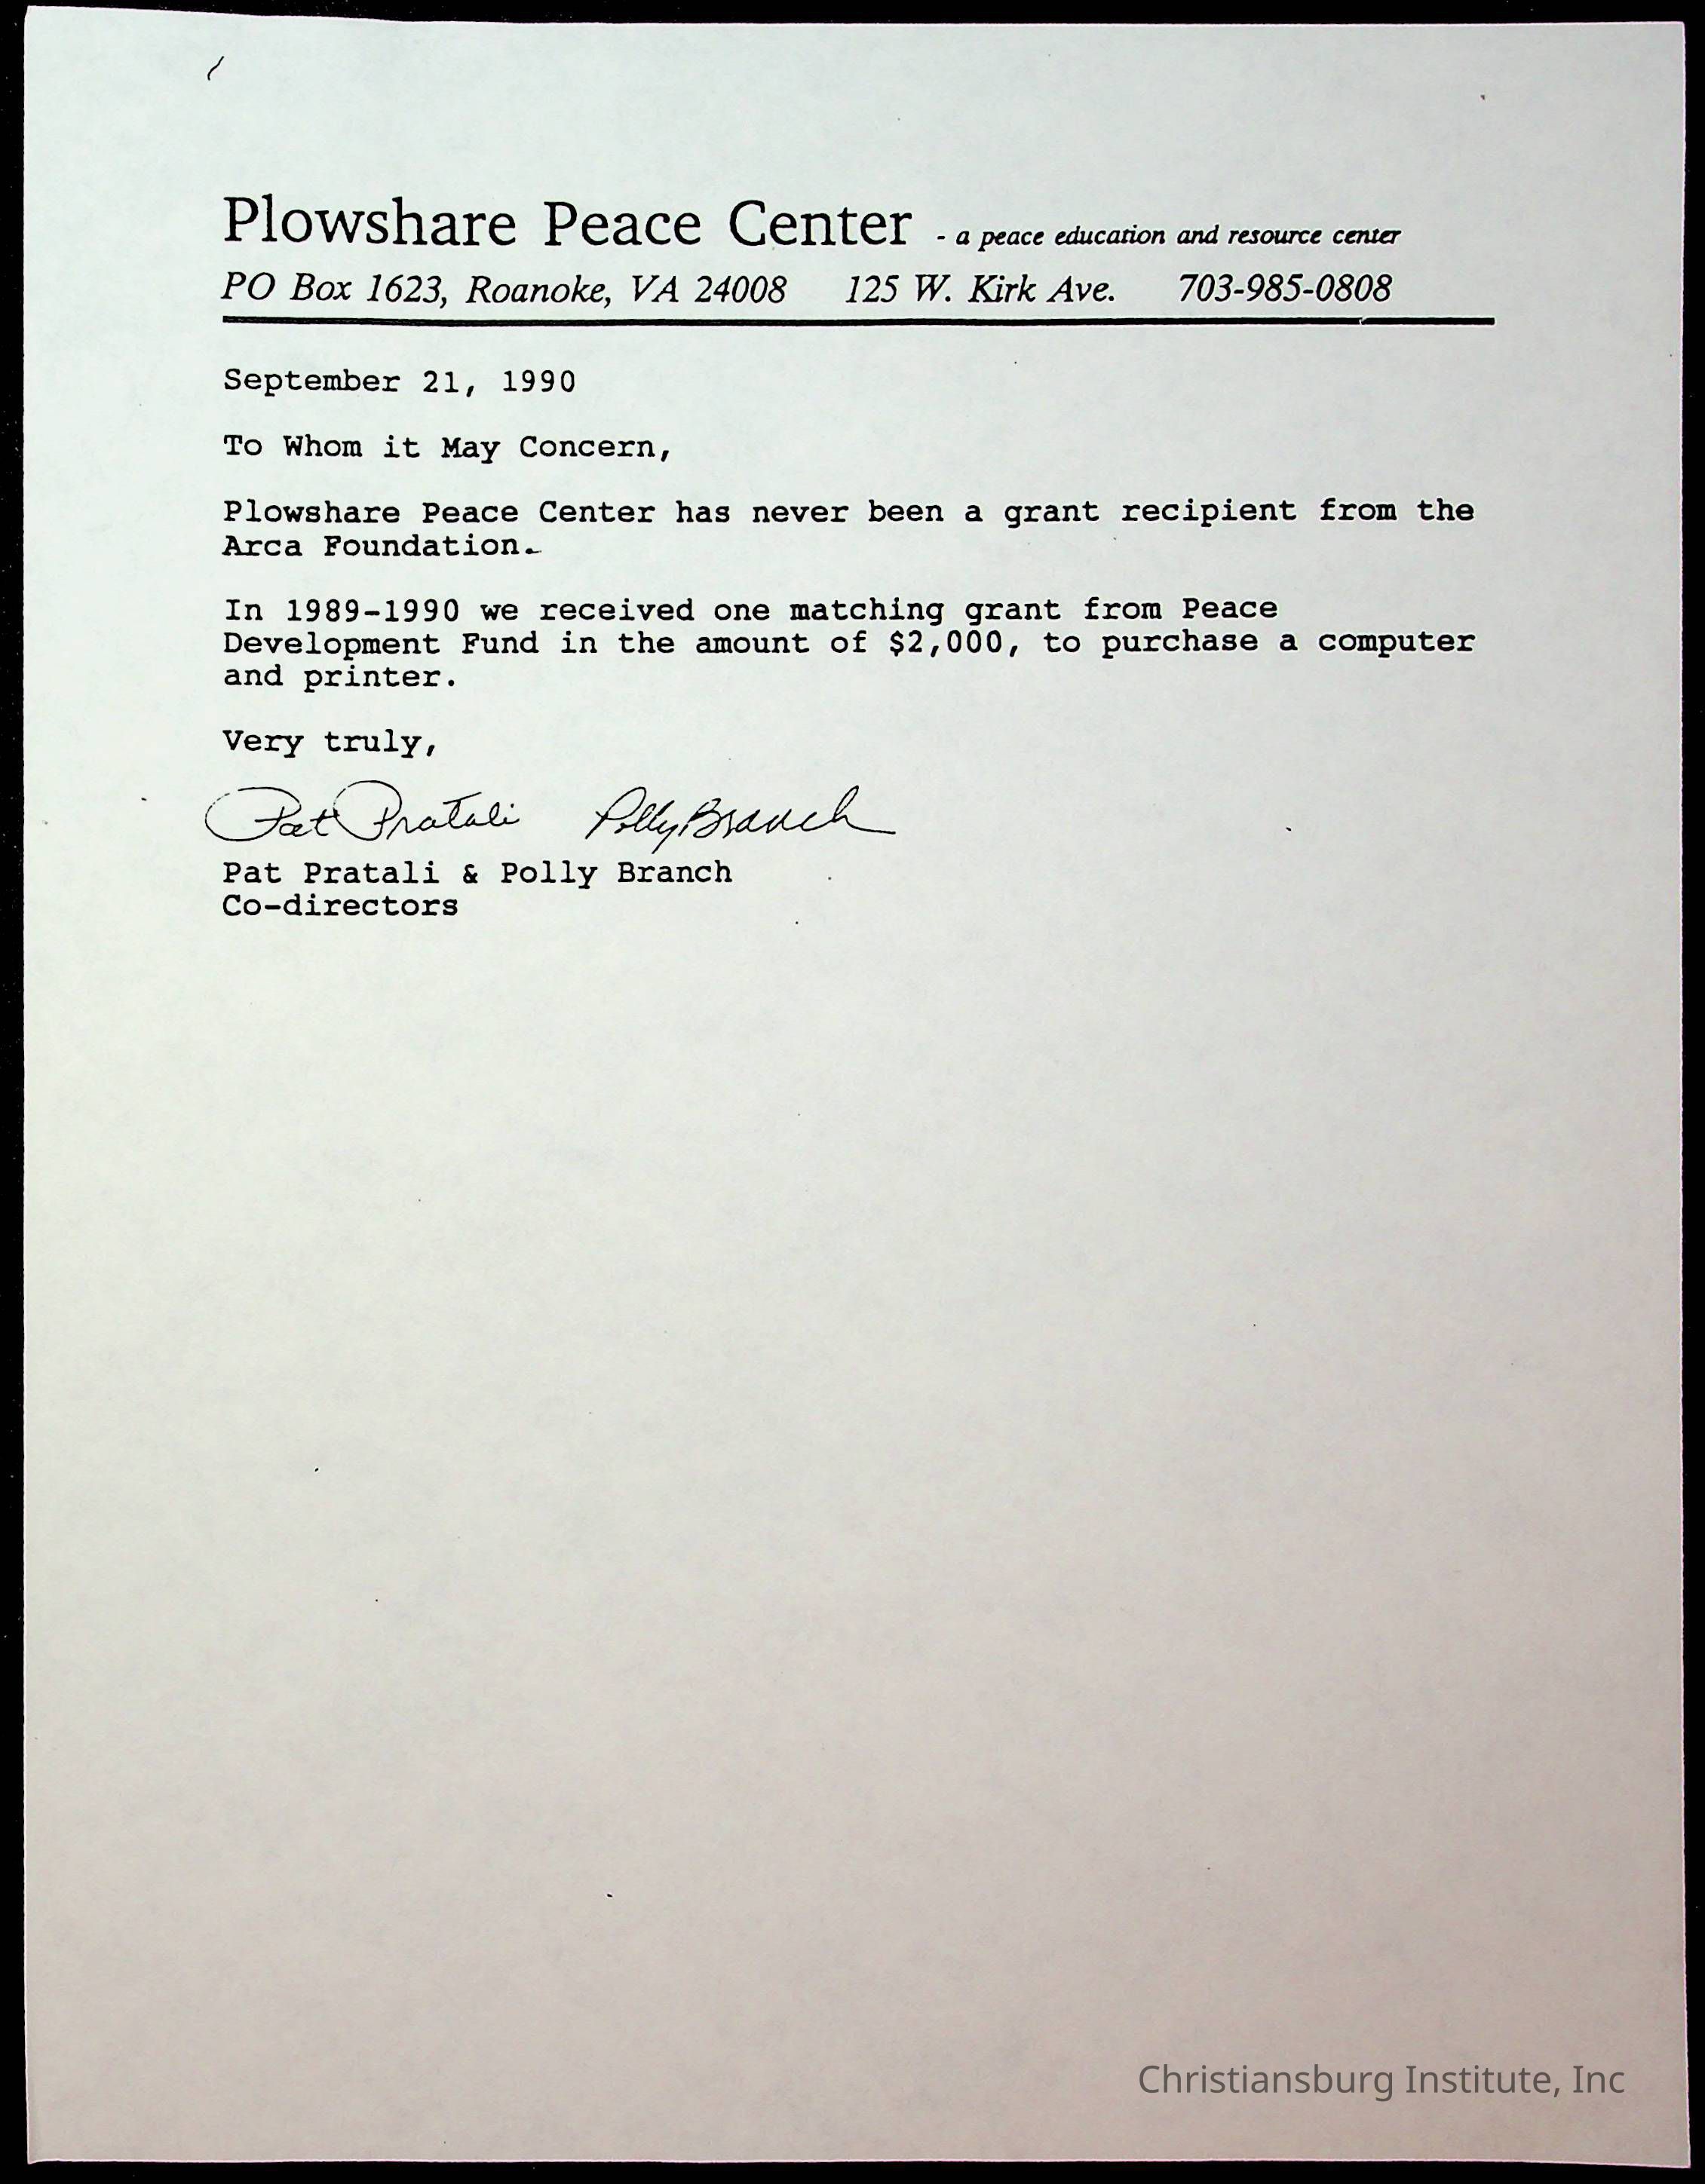 Plowshare Peace Center - a peace education and resource center
PO Box 1623, Roanoke, VA 24008 125 W. Kirk Ave. 703-985-0808
September 21, 1990
To Whom it May Concern,
Plowshare Peace Center has never been a grant recipient from the
Arca Foundation.
In 1989-1990 we received one matching grant from Peace
Development Fund in the amount of $2,000, to purchase a computer
and printer.
Very truly,
Pat Pratali Polly Branch
Pat Pratali & Polly Branch
Co-directors
Christiansburg Institute, Inc